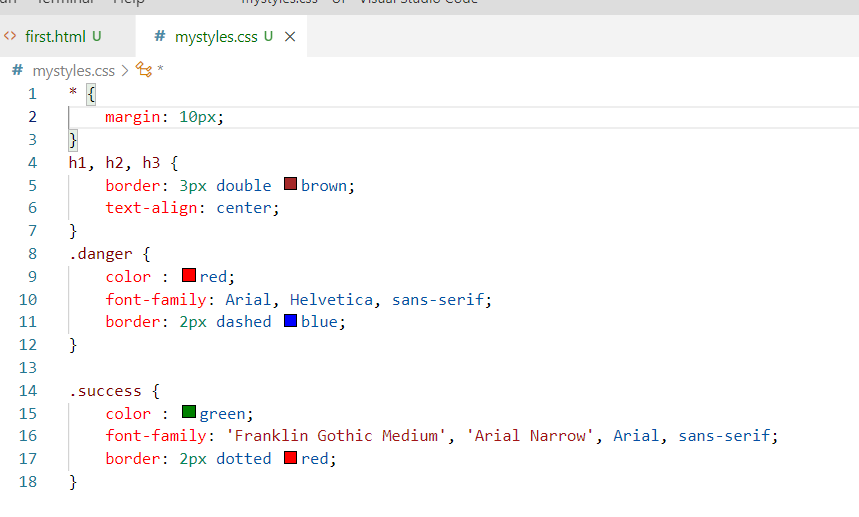 Terminal Help mystyles.css - UI - Visual Studio Code
<> first.html U # mystyles.css U ×
# mystyles.css > *
1 * {
2 margin: 10px;
3 }
4 h1, h2, h3 {
5 border: 3px double brown;
6 text-align: center;
7 }
8 .danger {
9 color : red;
10 font-family: Arial, Helvetica, sans-serif;
11 border: 2px dashed blue;
12 }
13
14 .success {
15 color : green;
16 font-family: 'Franklin Gothic Medium', 'Arial Narrow', Arial, sans-serif;
17 border: 2px dotted red;
18 }